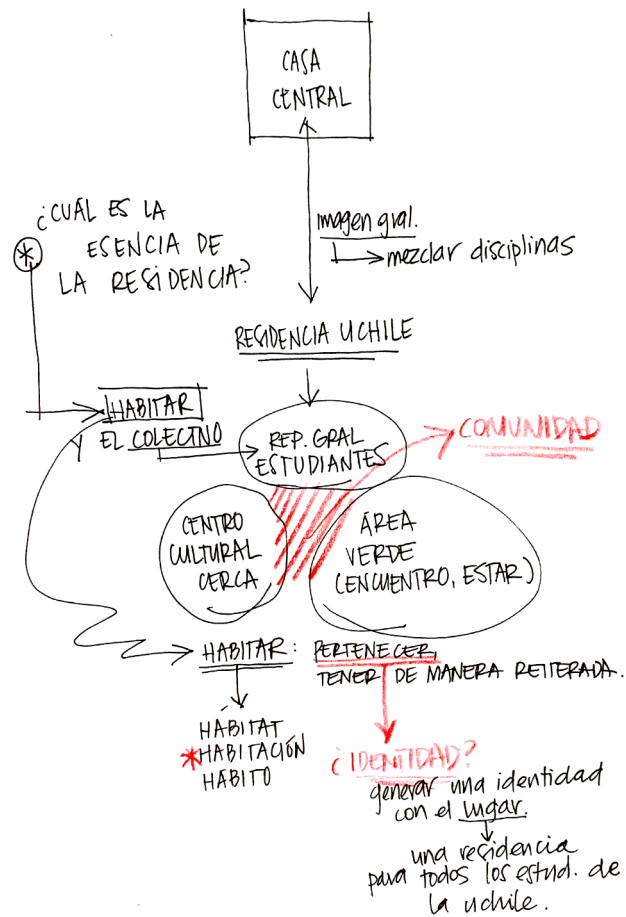 CASA
CENTRAL
¿CUÁL ES LA
* ESENCIA DE
LA RESIDENCIA?
imagen gral.
mezclar disciplinas
RESIDENCIA UCHILE
HABITAR
Y EL COLECTIVO
REP. GRAL
ESTUDIANTES
COMUNIDAD
CENTRO
CULTURAL
CERCA
ÁREA
VERDE
(ENCUENTRO, ESTAR)
HABITAR: PERTENECER,
TENER DE MANERA REITERADA.
HÁBITAT
*HABITACIÓN
HÁBITO
¿IDENTIDAD?
generar una identidad
con el lugar.
una residencia
para todos los estud. de
la uchile.